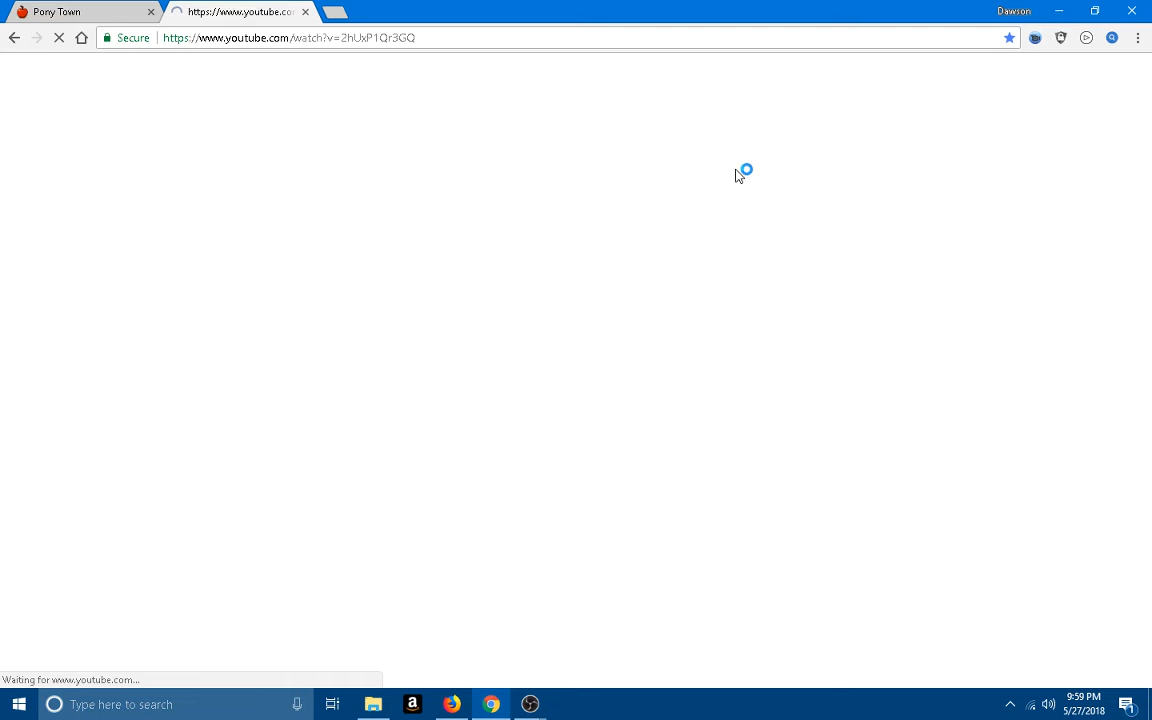 Pony Town
https://www.youtube.co
Dawson
Secure
https://www.youtube.com/watch?v=2hUxP1Qr3GQ
Waiting for www.youtube.com...
Type here to search
a
9:59 PM
5/27/2018
1